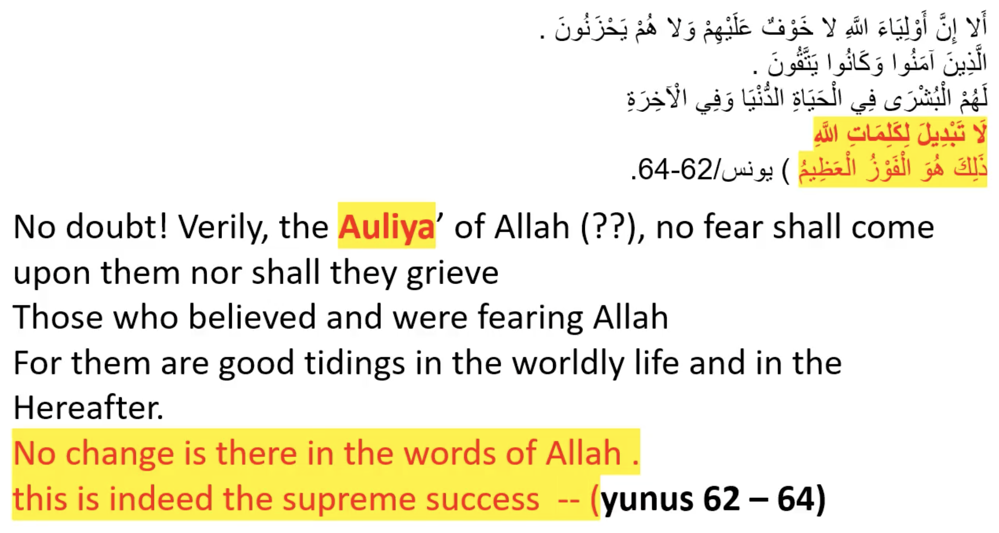 أَلا إِنَّ أَوْلِيَاءَ اللَّهِ لا خَوْفٌ عَلَيْهِمْ وَلا هُمْ يَحْزَنُونَ .
الَّذِينَ آمَنُوا وَكَانُوا يَتَّقُونَ .
لَهُمْ الْبُشْرَى فِي الْحَيَاةِ الدُّنْيَا وَفِي الْآخِرَةِ
لَا تَبْدِيلَ لِكَلِمَاتِ اللَّهِ
ذَلِكَ هُوَ الْفَوْزُ الْعَظِيمُ ) يونس/62-64.
No doubt! Verily, the Auliya’ of Allah (??), no fear shall come
upon them nor shall they grieve
Those who believed and were fearing Allah
For them are good tidings in the worldly life and in the
Hereafter.
No change is there in the words of Allah .
this is indeed the supreme success -- (yunus 62 – 64)